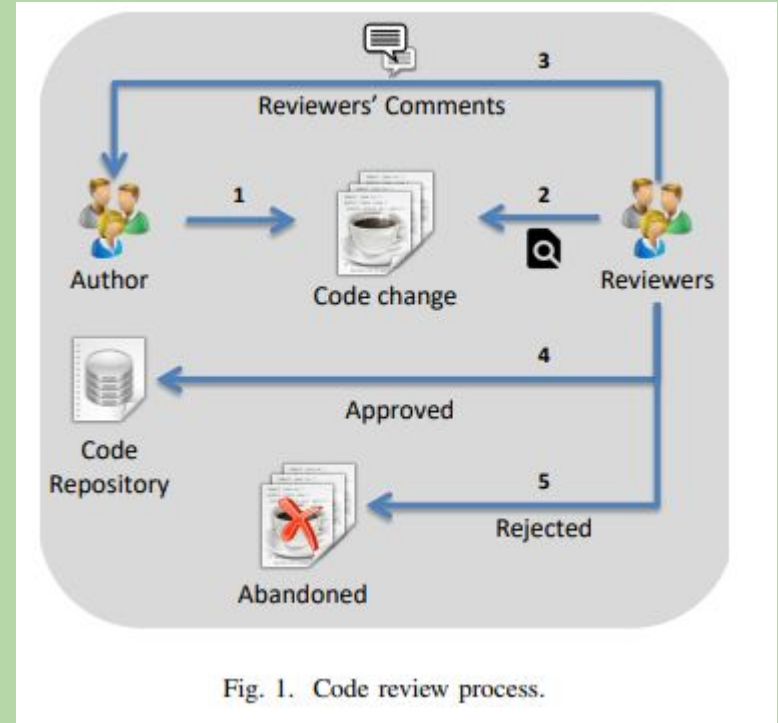 3
Reviewers' Comments
1
2
Author
Code change
Reviewers
4
Approved
Code
Repository
5
Rejected
Abandoned
Fig. 1. Code review process.